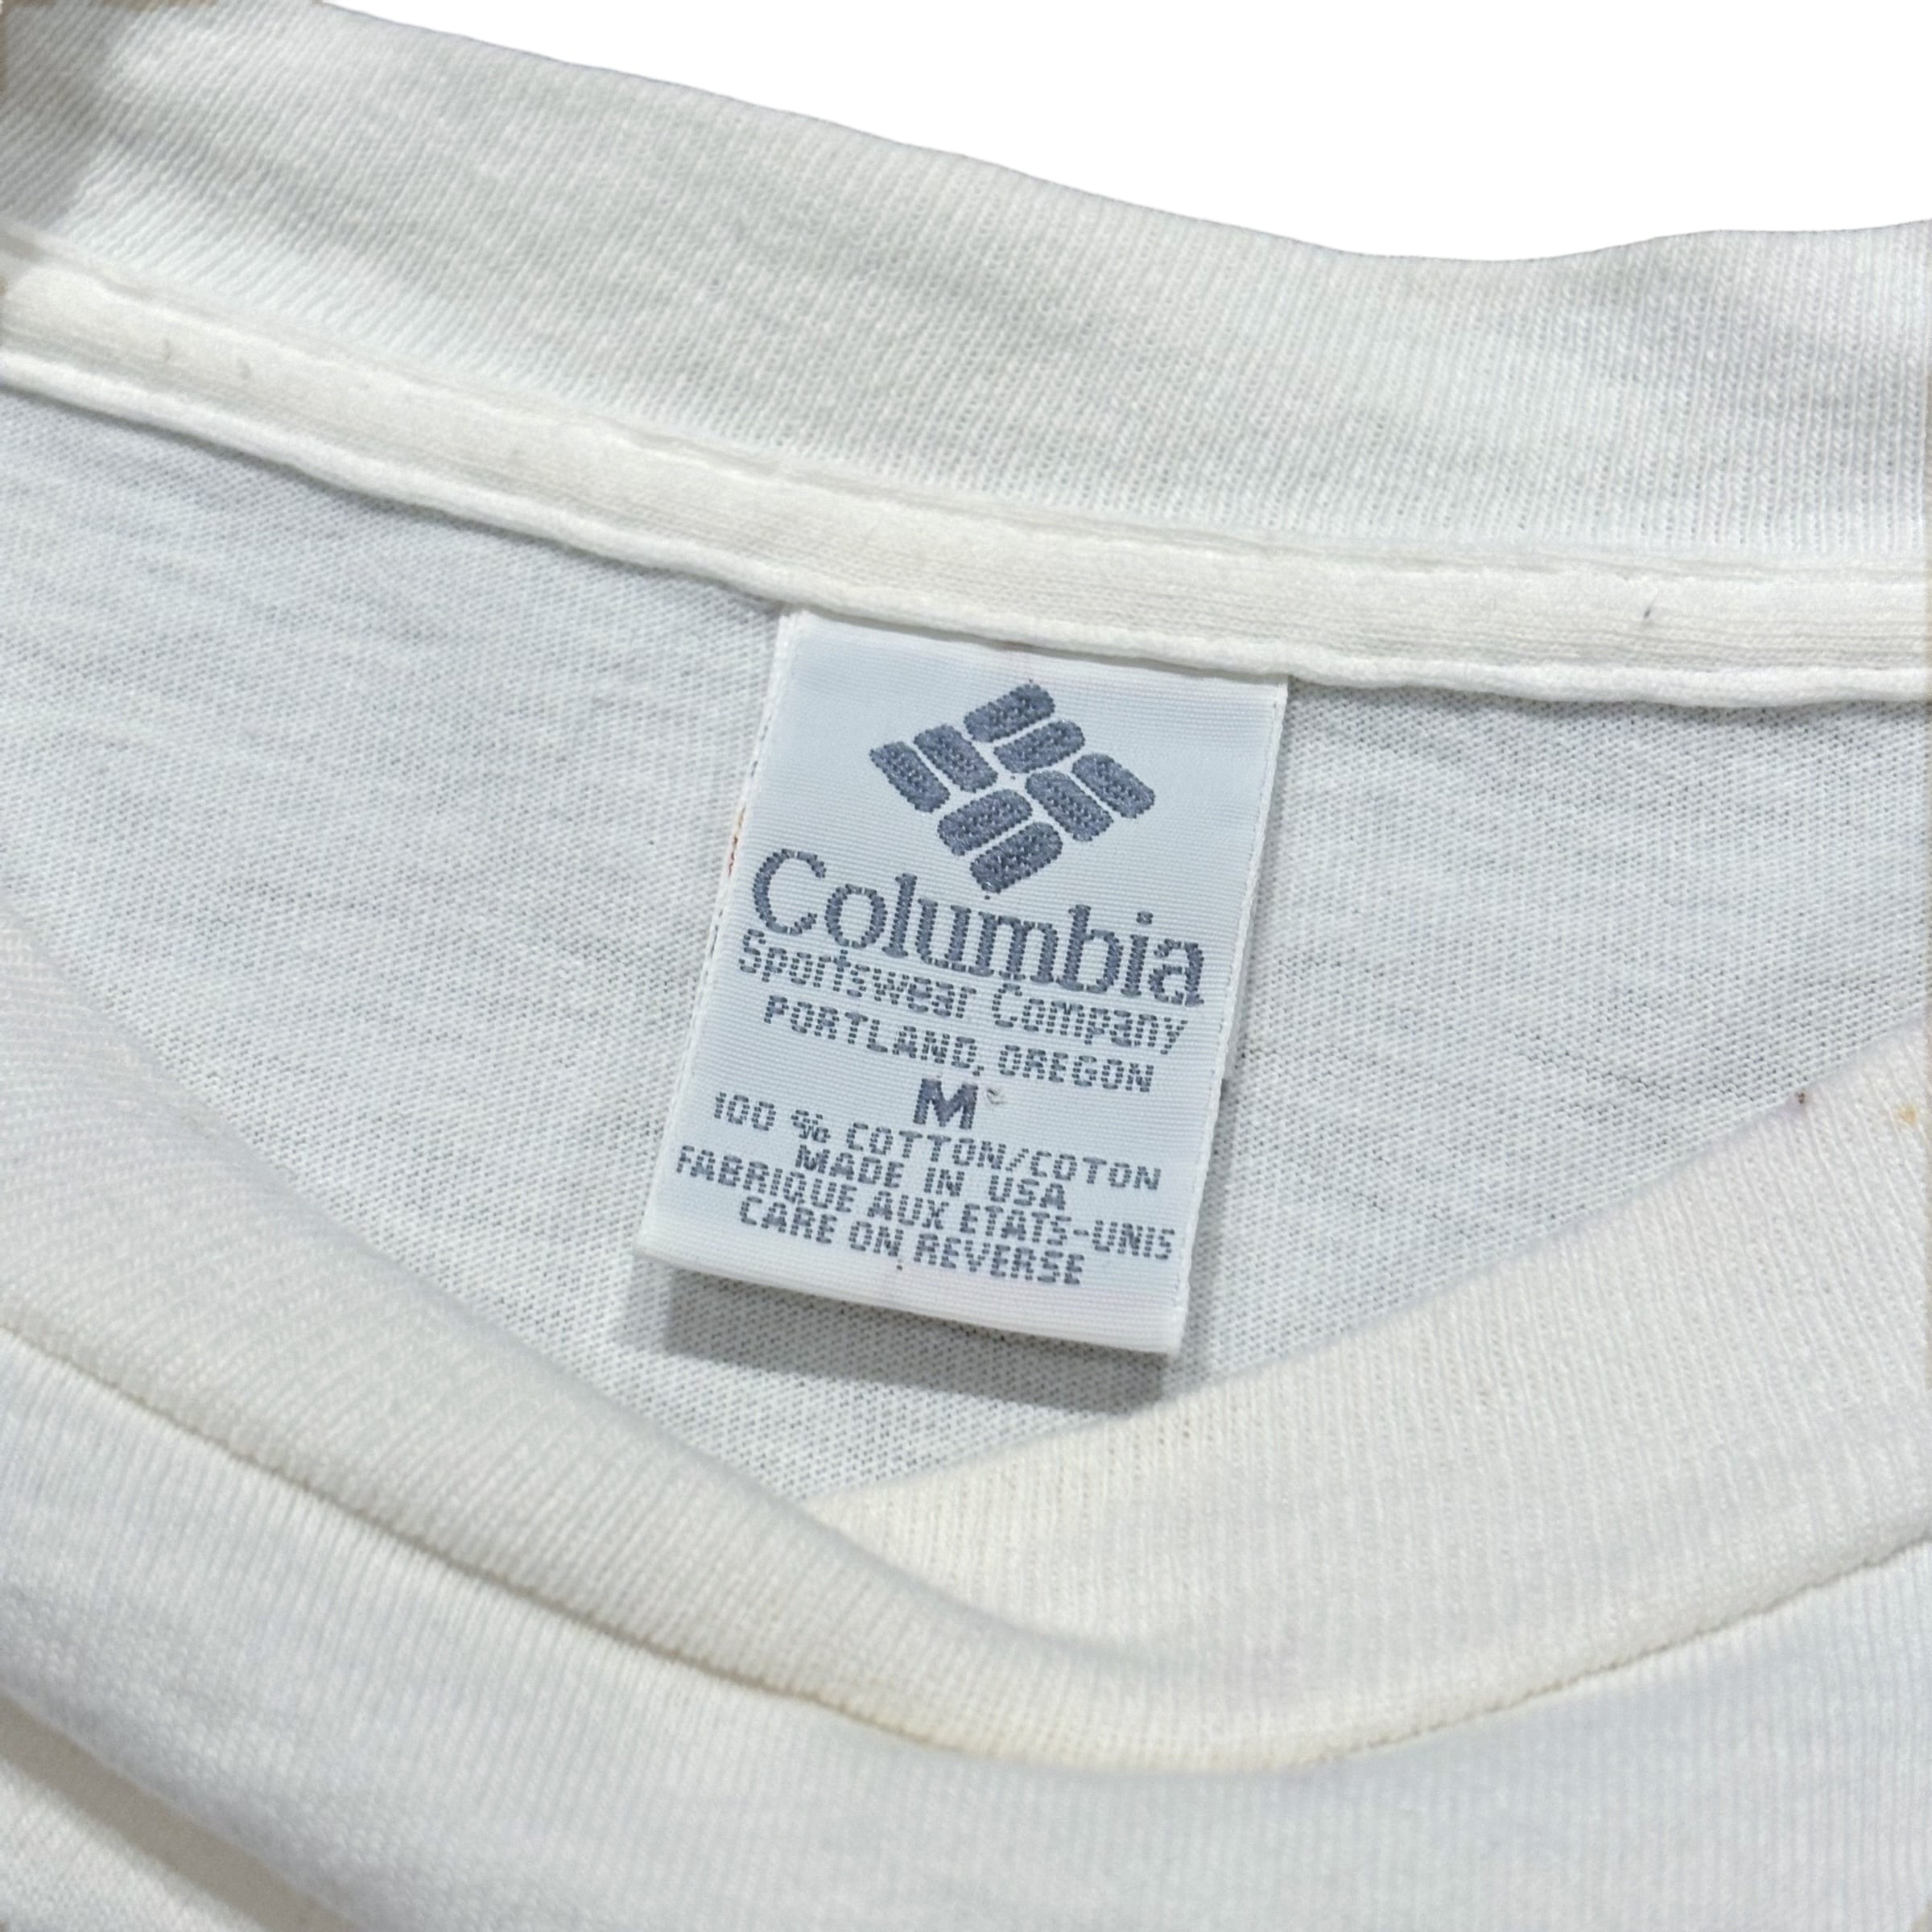 Columbia
Sportswear Company
PORTLAND, OREGON
M
100 % COTTON/COTON
MADE IN USA
FABRIQUE AUX ETATS-UNIS
CARE ON REVERSE